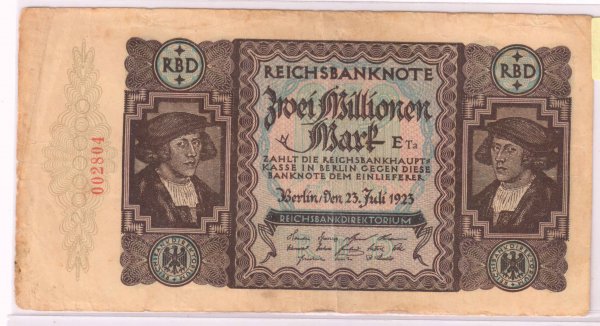 RBD
REICHSBANKNOTE
RBD
Zwei Millionen
Mark ETa
ZAHLT DIE REICHSBANKHAUPT=
KASSE IN BERLIN GEGEN DIESE
BANKNOTE DEM EINLIEFERER
Berlin, den 23. Juli 1923
REICHSBANKDIREKTORIUM
002804